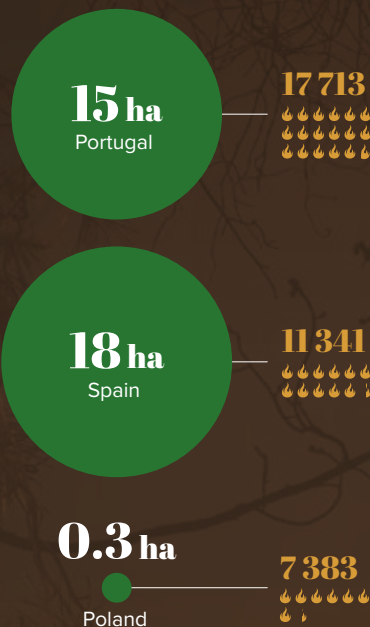 15 ha
Portugal
17 713
18 ha
Spain
11 341
0.3 ha
Poland
7 383